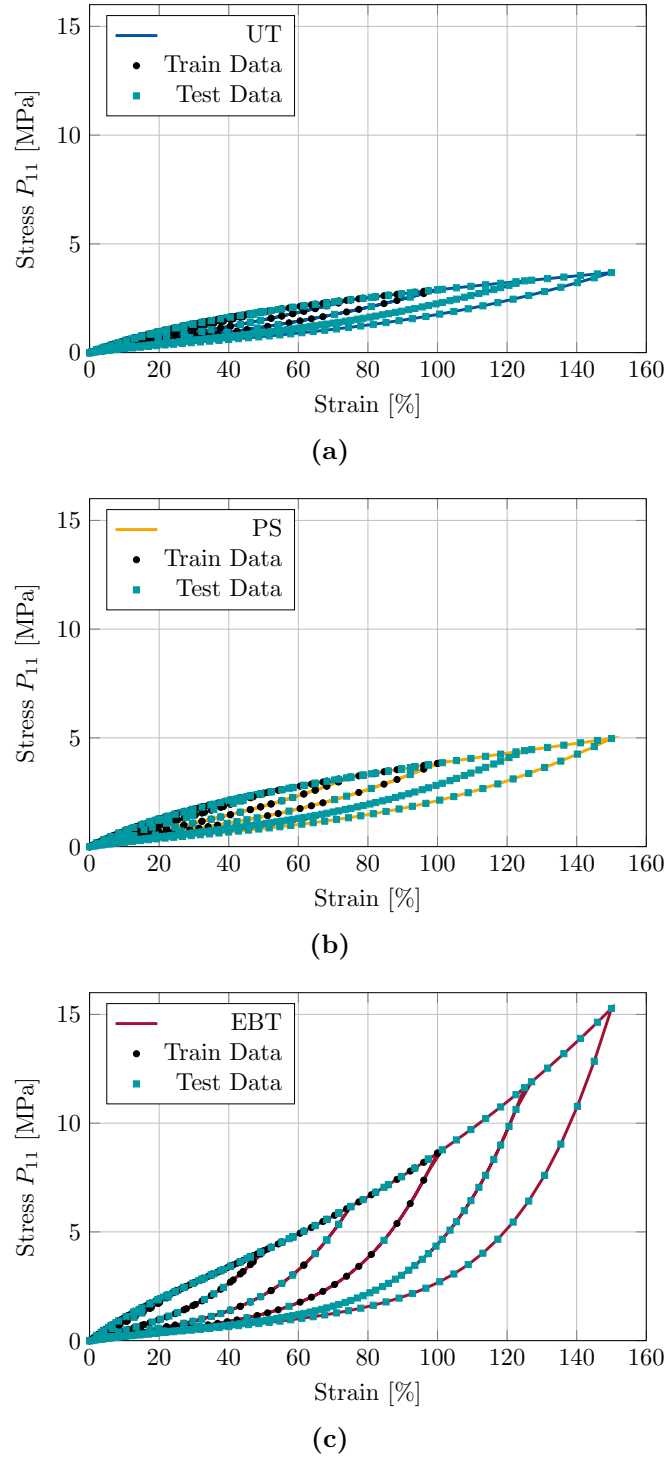 15
10
5
0
Stress P₁₁ [MPa]
UT
Train Data
Test Data
0 20 40 60 80 100 120 140 160
Strain [%]
(a)
15
10
5
0
Stress P₁₁ [MPa]
PS
Train Data
Test Data
0 20 40 60 80 100 120 140 160
Strain [%]
(b)
15
10
5
0
Stress P₁₁ [MPa]
EBT
Train Data
Test Data
0 20 40 60 80 100 120 140 160
Strain [%]
(c)